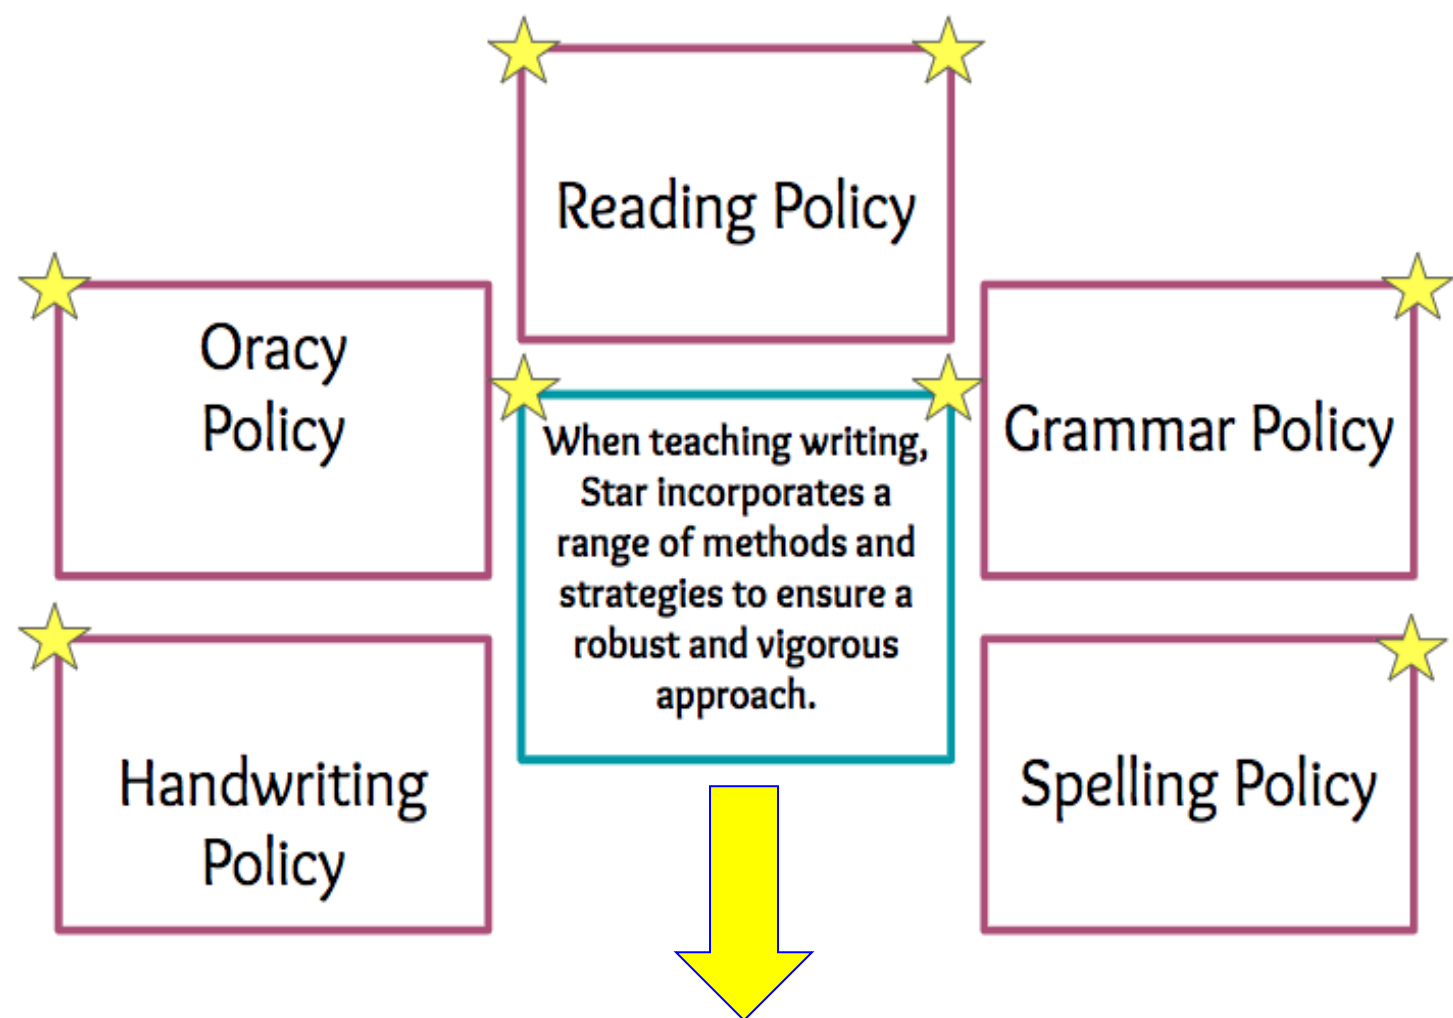 Reading Policy
Oracy
Policy
When teaching writing,
Star incorporates a
range of methods and
strategies to ensure a
robust and vigorous
approach.
Grammar Policy
Handwriting
Policy
Spelling Policy